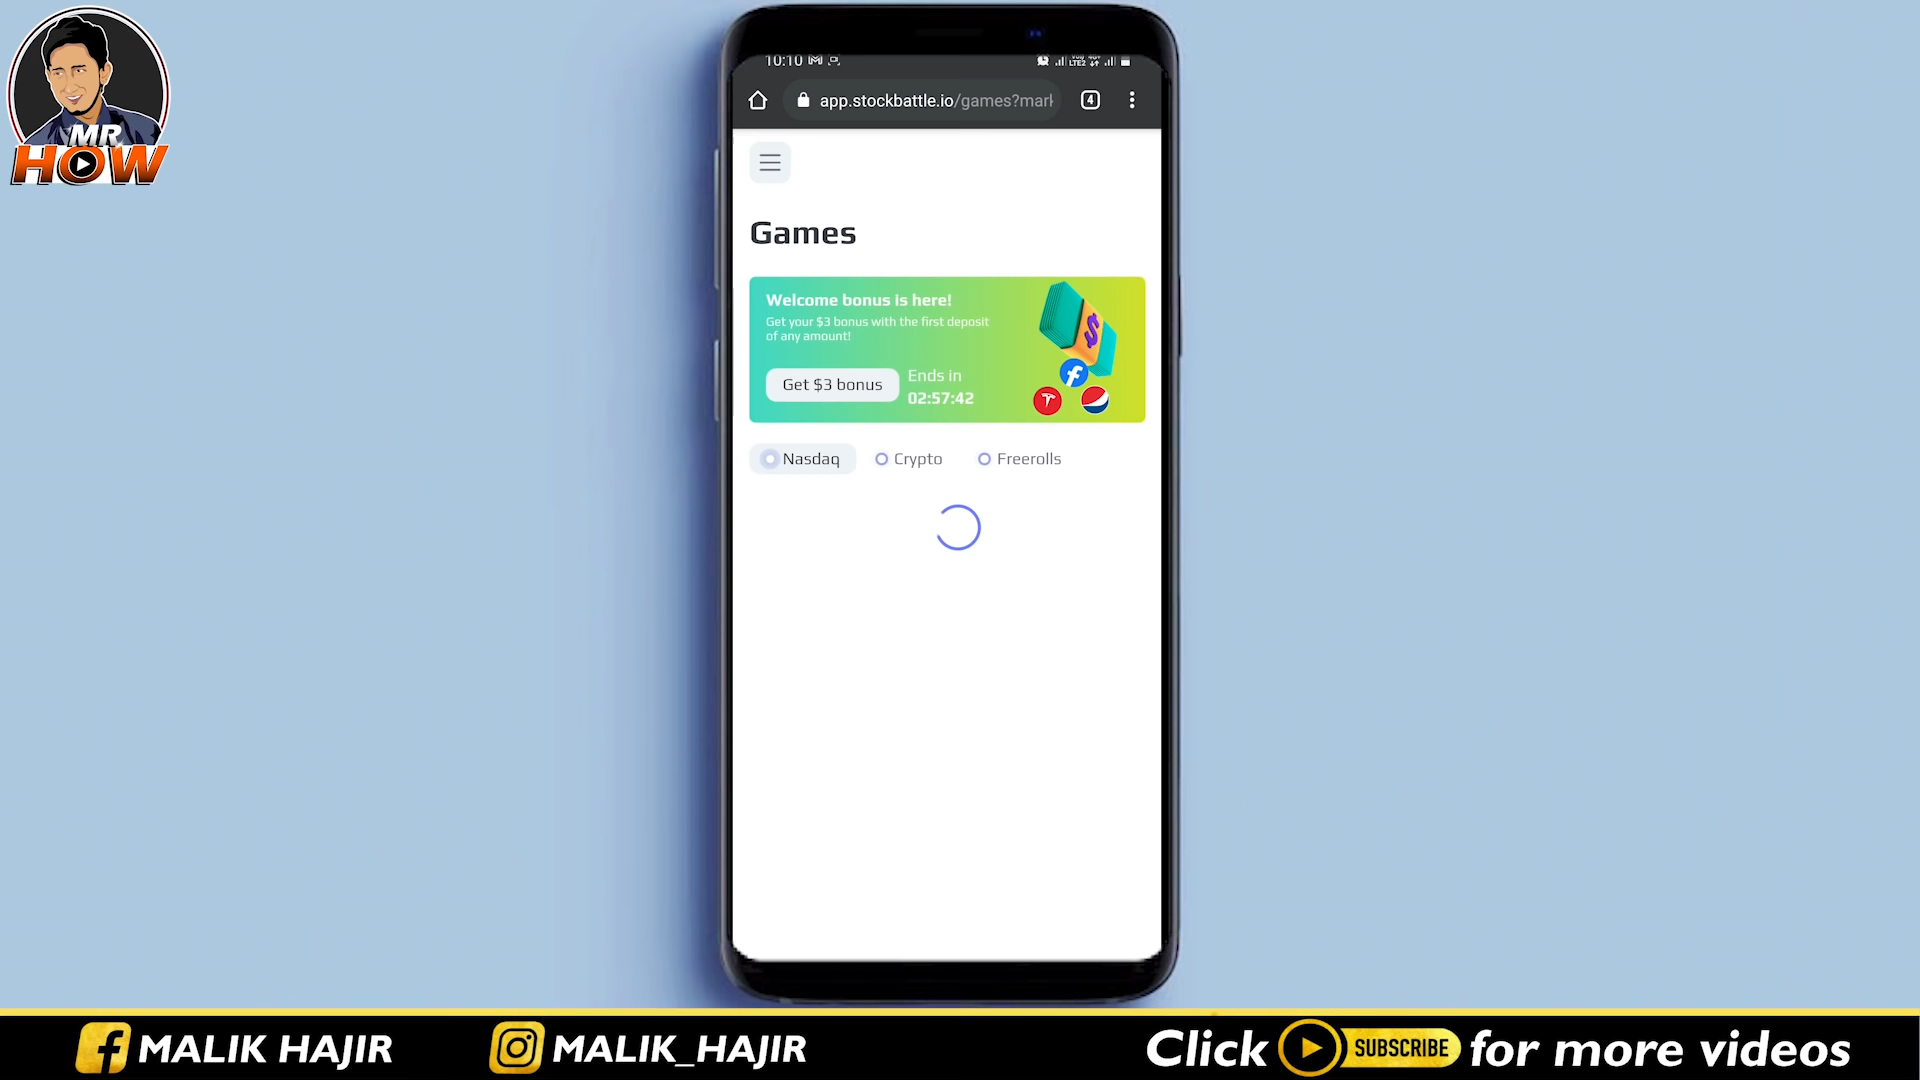 MR
HOW
10:10
LTE2
app.stockbattle.io/games?mark
4
Games
Welcome bonus is here!
Get your $3 bonus with the first deposit
of any amount!
Get $3 bonus
Ends in
02:57:42
Nasdaq
Crypto
Freerolls
MALIK HAJIR
MALIK_HAJIR
Click SUBSCRIBE for more videos